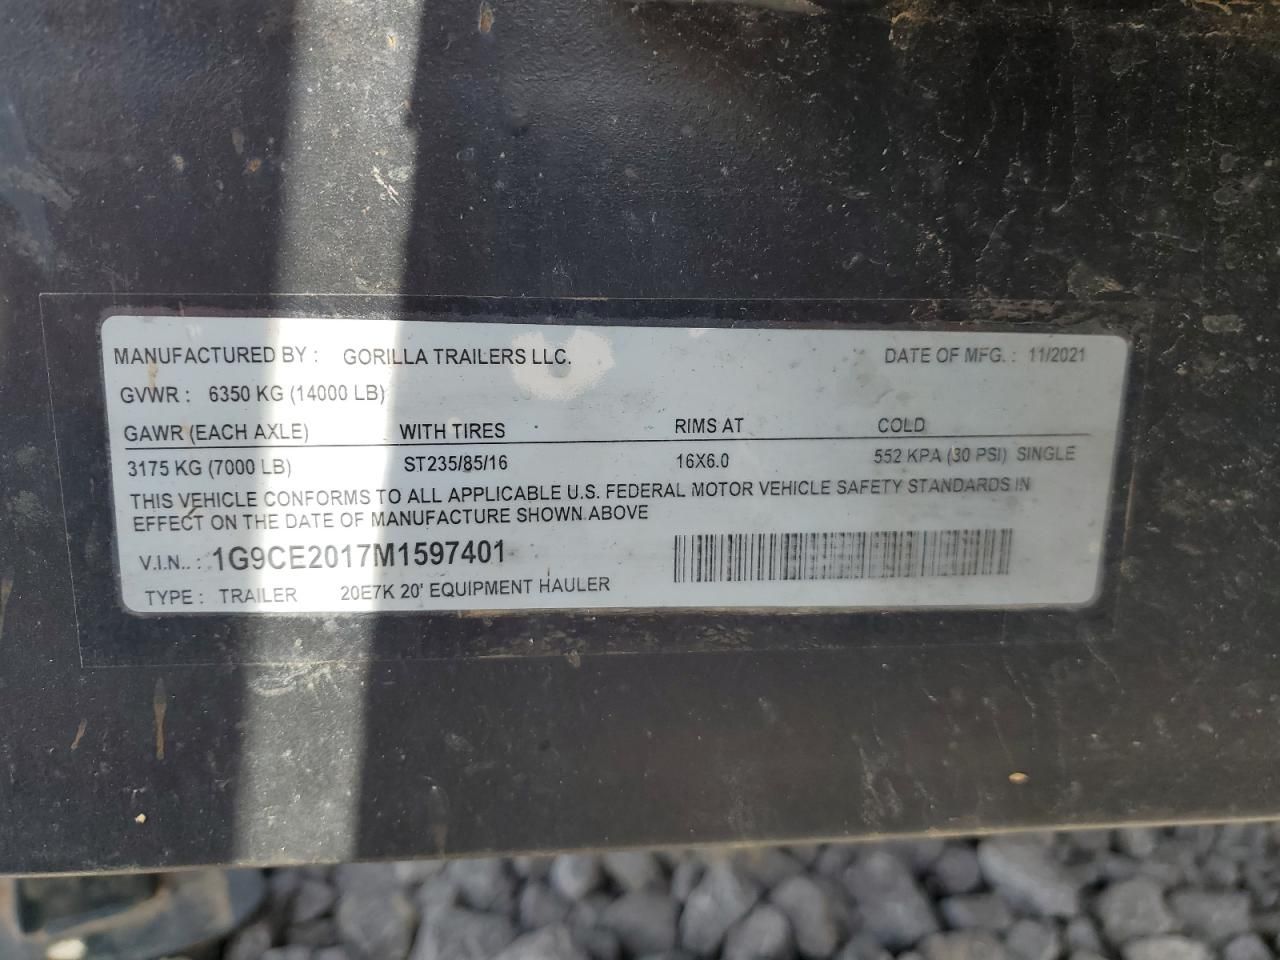 MANUFACTURED BY : GORILLA TRAILERS LLC. DATE OF MFG. : 11/2021
GVWR : 6350 KG (14000 LB)
GAWR (EACH AXLE) WITH TIRES RIMS AT COLD
3175 KG (7000 LB) ST235/85/16 16X6.0 552 KPA (30 PSI) SINGLE
THIS VEHICLE CONFORMS TO ALL APPLICABLE U.S. FEDERAL MOTOR VEHICLE SAFETY STANDARDS IN
EFFECT ON THE DATE OF MANUFACTURE SHOWN ABOVE
V.I.N.. : 1G9CE2017M1597401
TYPE : TRAILER 20E7K 20' EQUIPMENT HAULER